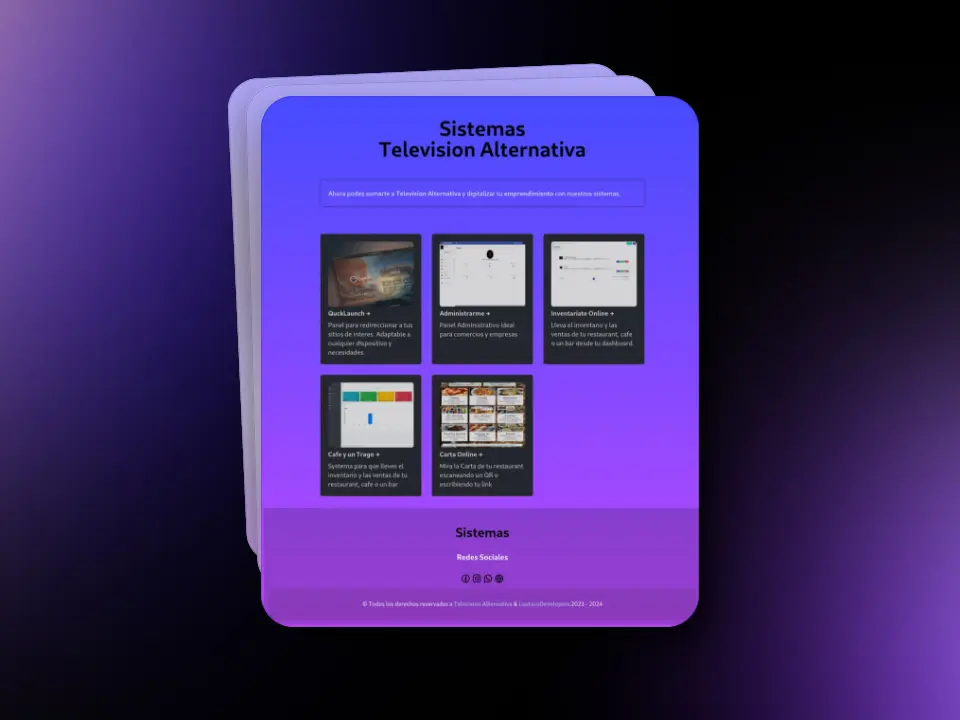 Sistemas
Television Alternativa
Ahora podes sumarte a Television Alternativa y digitalizar tu emprendimiento con nuestros sistemas.
QuckLaunch →
Panel para redireccionar a tus
sitios de interes. Adaptable a
cualquier dispositivo y
necesidades.
Administrarme →
Panel Administrativo Ideal
para comercios y empresas
Inventariate Online →
Lleva el inventario y las
ventas de tu restaurant, cafe
o un bar desde tu dashboard.
Cafe y un Trago →
Systema para que lleves el
inventario y las ventas de tu
restaurant, cafe o un bar
Carta Online →
Mira la Carta de tu restaurant
escaneando un QR o
escribiendo tu link
Sistemas
Redes Sociales
© Todos los derechos reservados a Television Alternativa & LautaroDevelopers 2023 - 2024